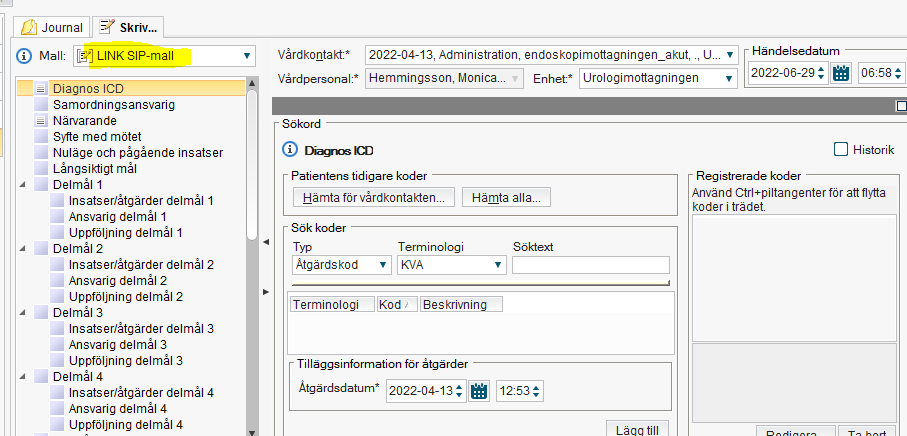 Journal Skriv...
Mall: LINK SIP-mall
Diagnos ICD
Samordningsansvarig
Närvarande
Syfte med mötet
Nuläge och pågående insatser
Långsiktigt mål
Delmål 1
Insatser/åtgärder delmål 1
Ansvarig delmål 1
Uppföljning delmål 1
Delmål 2
Insatser/åtgärder delmål 2
Ansvarig delmål 2
Uppföljning delmål 2
Delmål 3
Insatser/åtgärder delmål 3
Ansvarig delmål 3
Uppföljning delmål 3
Delmål 4
Insatser/åtgärder delmål 4
Ansvarig delmål 4
Uppföljning delmål 4
Vårdkontakt:* 2022-04-13, Administration, endoskopimottagningen_akut, ., U...
Vårdpersonal:* Hemmingsson, Monica... Enhet:* Urologimottagningen
Händelsedatum
2022-06-29 06:58
Sökord
Diagnos ICD
Historik
Patientens tidigare koder
Hämta för vårdkontakten... Hämta alla...
Sök koder
Typ Terminologi Söktext
Åtgärdskod KVA
Terminologi Kod Beskrivning
Tilläggsinformation för åtgärder
Åtgärdsdatum* 2022-04-13 12:53
Lägg till
Registrerade koder
Använd Ctrl+piltangenter för att flytta
koder i trädet.
Redigera... Ta bort